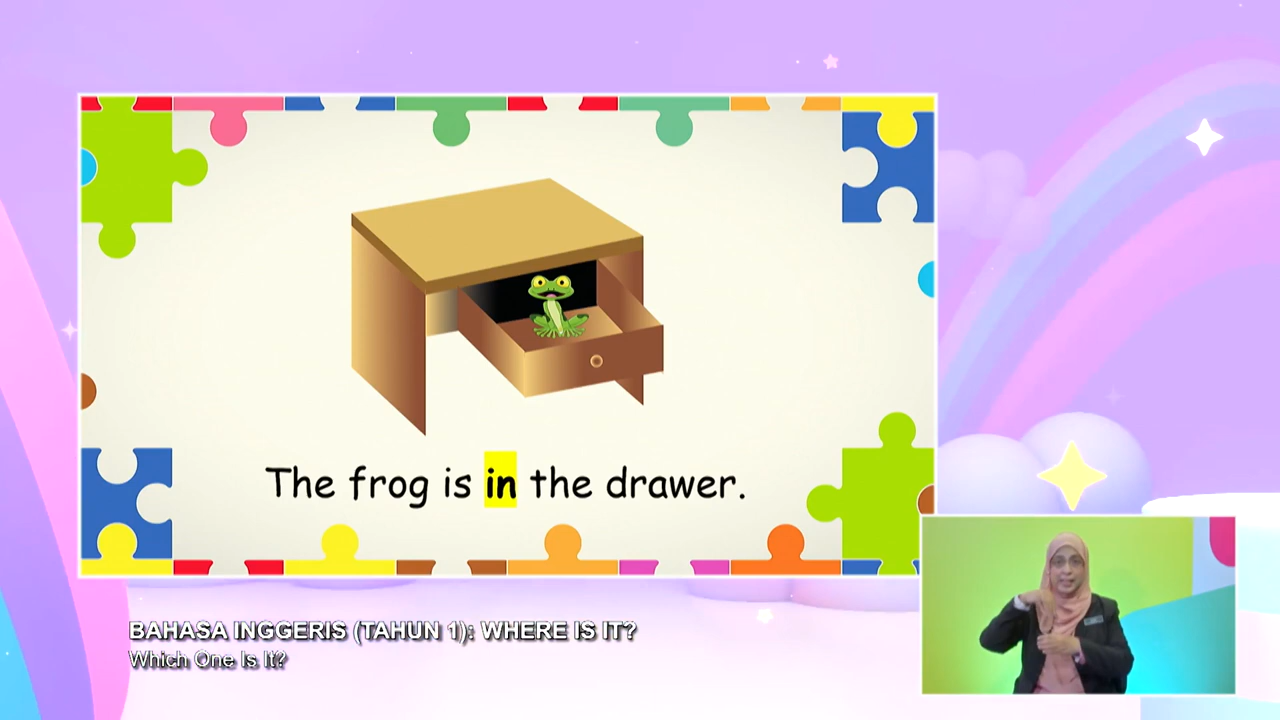 The frog is in the drawer.
BAHASA INGGERIS (TAHUN 1): WHERE IS IT?
Which One Is It?